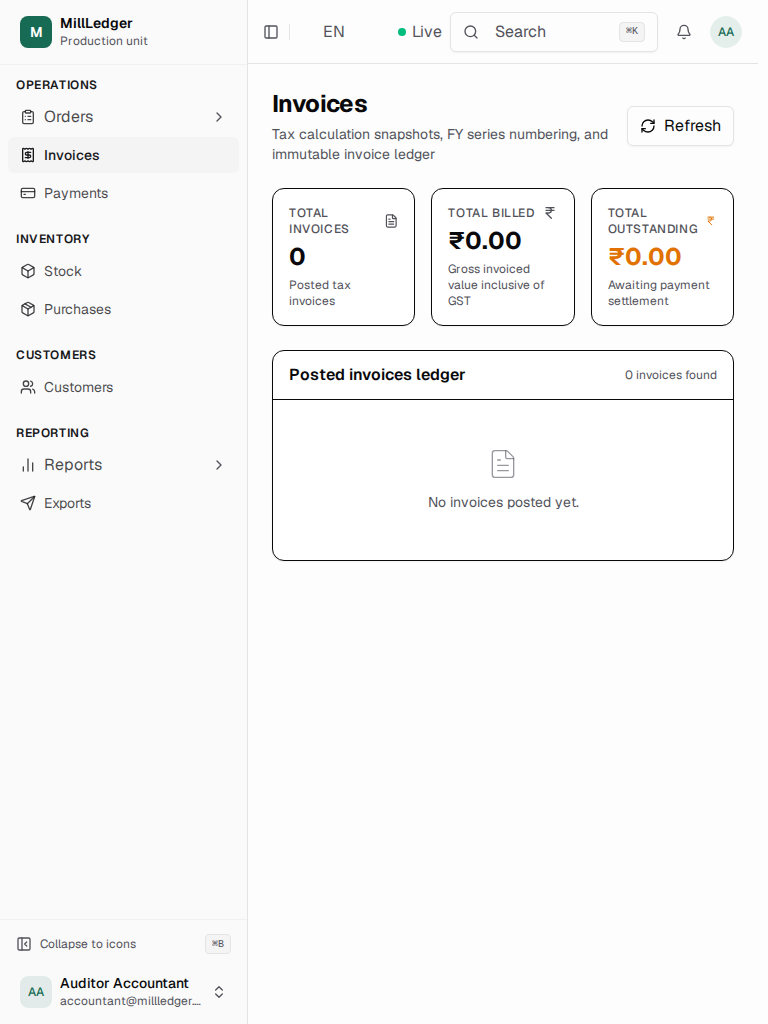 M
MillLedger
Production unit
OPERATIONS
Orders
Invoices
Payments
INVENTORY
Stock
Purchases
CUSTOMERS
Customers
REPORTING
Reports
Exports
Collapse to icons
⌘B
AA
Auditor Accountant
accountant@millledger....
EN
Live
Search
⌘K
AA
Invoices
Tax calculation snapshots, FY series numbering, and
immutable invoice ledger
Refresh
TOTAL
INVOICES
0
Posted tax
invoices
TOTAL BILLED
₹
₹0.00
Gross invoiced
value inclusive of
GST
TOTAL
OUTSTANDING
₹
₹0.00
Awaiting payment
settlement
Posted invoices ledger
0 invoices found
No invoices posted yet.